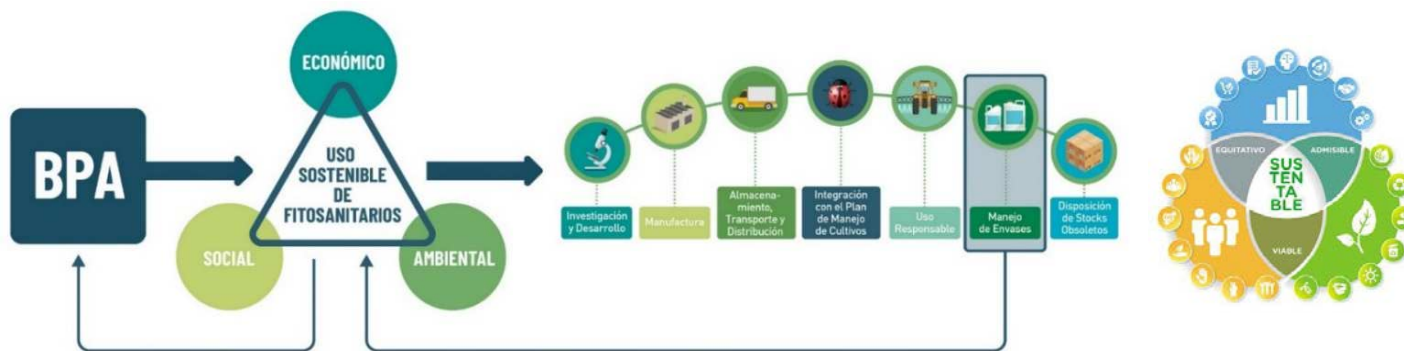 BPA
ECONÓMICO
USO
SOSTENIBLE
DE
FITOSANITARIOS
SOCIAL
AMBIENTAL
Investigación
y Desarrollo
Manufactura
Almacena-
miento,
Transporte y
Distribución
Integración
con el Plan
de Manejo
de Cultivos
Uso
Responsable
Manejo
de Envases
Disposición
de Stocks
Obsoletos
EQUITATIVO
ADMISIBLE
SUS
TEN
TA
BLE
VIABLE